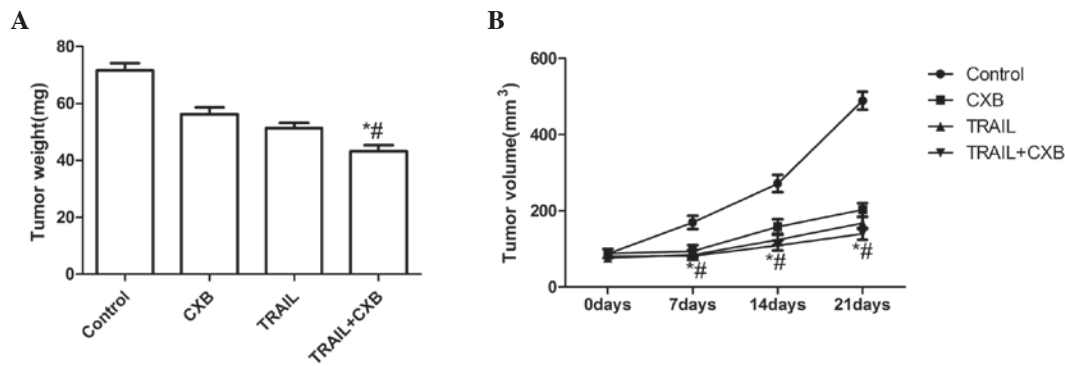 A
Tumor weight(mg)
80
60
40
20
0
*#
Control
CXB
TRAIL
TRAIL+CXB
B
Tumor volume(mm³)
600
400
200
0
*#
*#
*#
0days 7days 14days 21days
Control
CXB
TRAIL
TRAIL+CXB